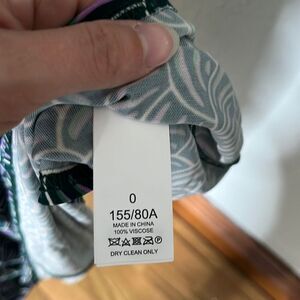 0
155/80A
MADE IN CHINA
100% VISCOSE
DRY CLEAN ONLY